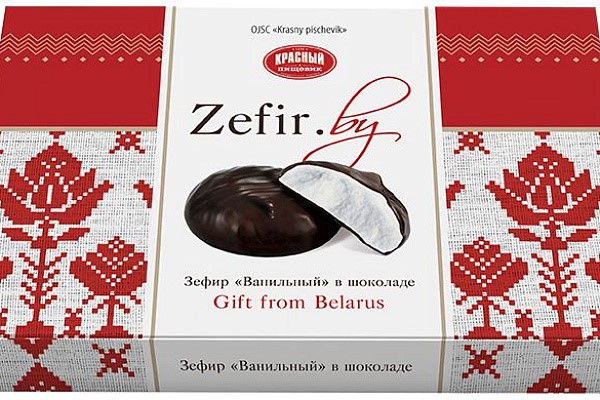 OJSC «Krasny pischevik»
КРАСНЫЙ
ПИЩЕВИК
Zefir.by
Зефир «Ванильный» в шоколаде
Gift from Belarus
Зефир «Ванильный» в шоколаде